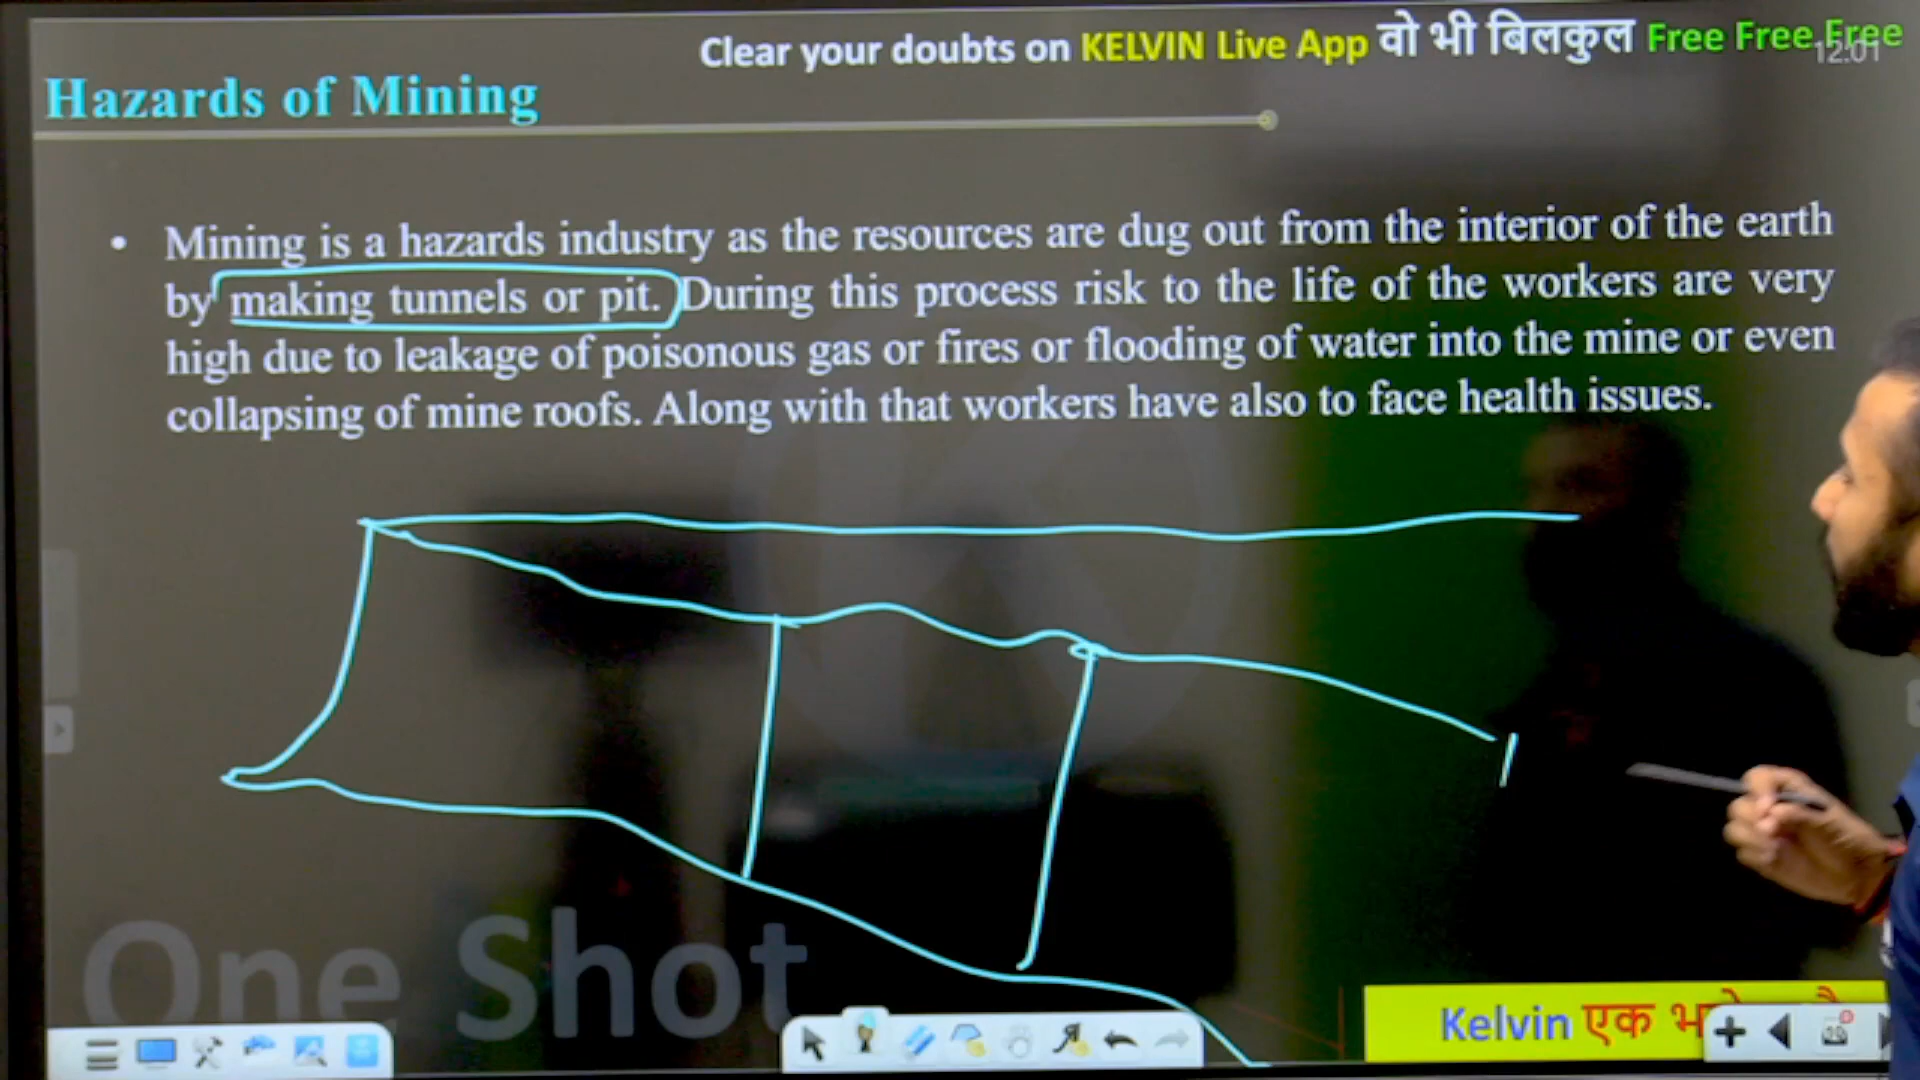 Clear your doubts on KELVIN Live App वो भी बिलकुल Free Free Free
12:01
Hazards of Mining
• Mining is a hazards industry as the resources are dug out from the interior of the earth
by making tunnels or pit. During this process risk to the life of the workers are very
high due to leakage of poisonous gas or fires or flooding of water into the mine or even
collapsing of mine roofs. Along with that workers have also to face health issues.
One Shot
Kelvin एक